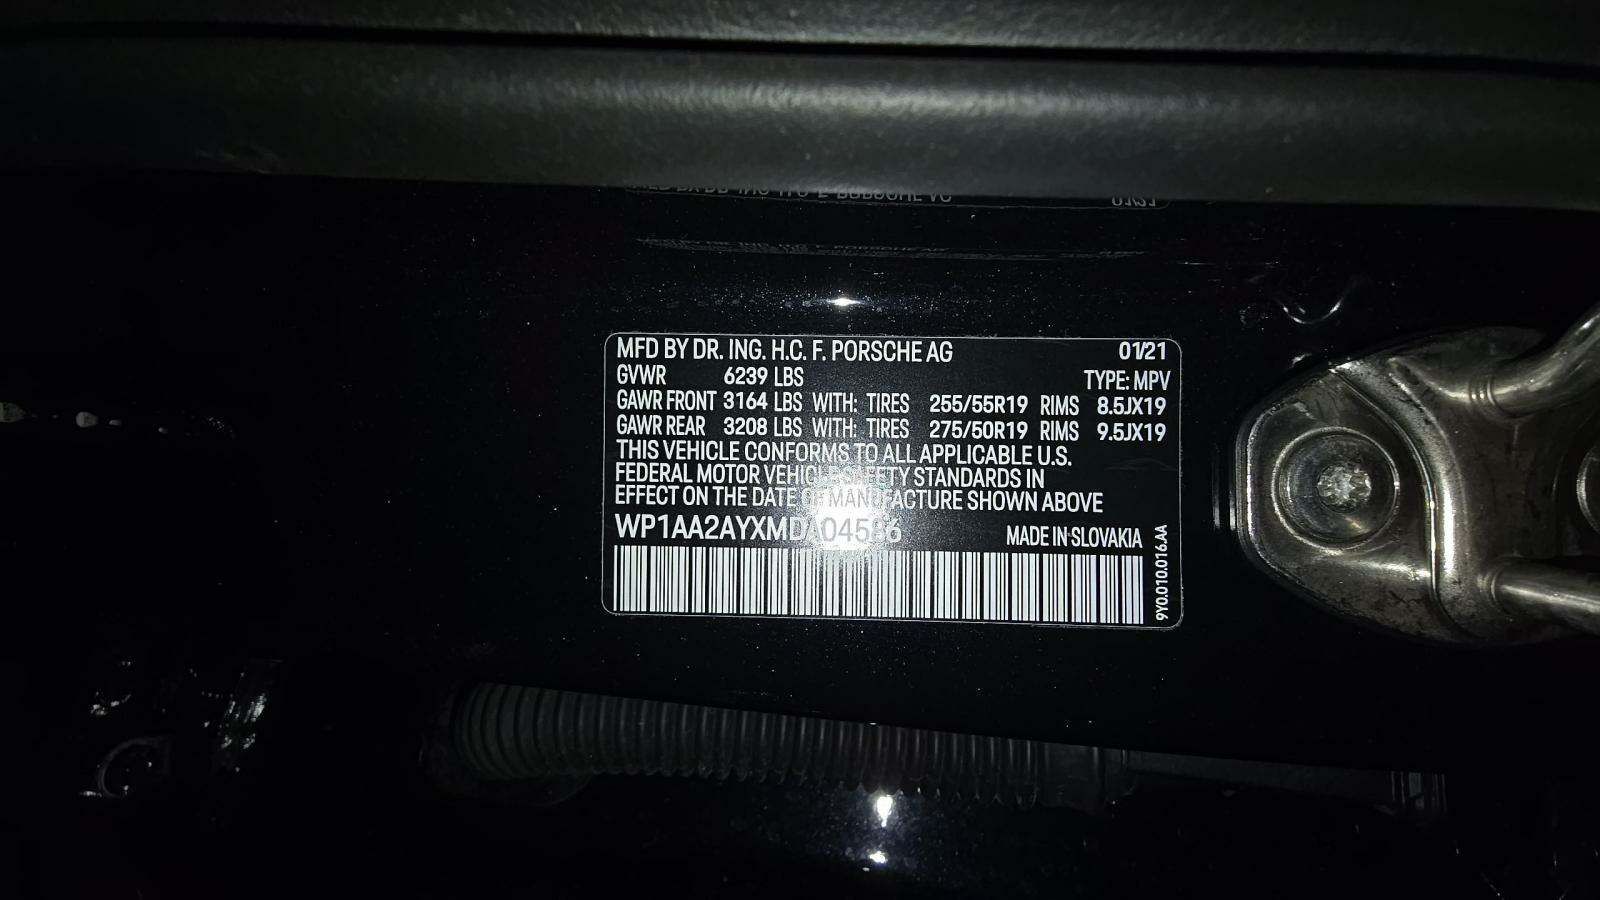 MFD BY DR. ING. H.C. F. PORSCHE AG 01/21
GVWR 6239 LBS TYPE: MPV
GAWR FRONT 3164 LBS WITH: TIRES 255/55R19 RIMS 8.5JX19
GAWR REAR 3208 LBS WITH: TIRES 275/50R19 RIMS 9.5JX19
THIS VEHICLE CONFORMS TO ALL APPLICABLE U.S.
FEDERAL MOTOR VEHICLE SAFETY STANDARDS IN
EFFECT ON THE DATE OF MANUFACTURE SHOWN ABOVE
WP1AA2AYXMDA04586 MADE IN SLOVAKIA
9Y0.010.016.AA